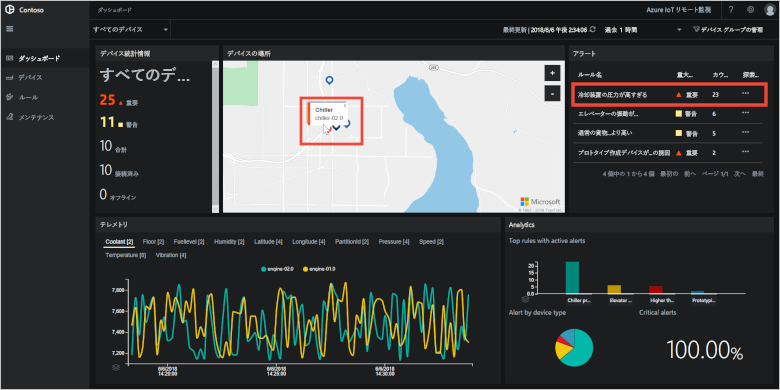 Contoso
ダッシュボード
Azure IoT リモート監視
すべてのデバイス
最終更新 | 2018/6/6 午後 2:34:06
過去 1 時間
デバイス グループの管理
ダッシュボード
デバイス
ルール
メンテナンス
デバイス統計情報
すべてのデ...
25 重要
11 警告
10 合計
10 接続済み
0 オフライン
デバイスの場所
Chiller
chiller-02.0
+
-
Microsoft
アラート
ルール名 重大... カウ... 探索...
冷却装置の圧力が高すぎる 重要 23 ...
エレベーターの振動が... 警告 6 ...
過密の貨物...より高い 警告 5 ...
プロトタイプ作成デバイスが...の誘因 重要 2 ...
4 個中の 1 から 4 個 最初の 前へ ページ 1/1 次へ 最終
テレメトリ
Coolant [2] Floor [2] Fuellevel [2] Humidity [2] Latitude [4] Longitude [4] PartitionId [2] Pressure [4] Speed [2]
Temperature [0] Vibration [4]
engine-02.0 engine-01.0
7,800
7,600
7,400
7,200
6/6/2018 14:20:00
6/6/2018 14:25:00
6/6/2018 14:30:00
Analytics
Top rules with active alerts
20
15
10
5
0
Chiller pr... Elevator ... Higher th... Prototypi...
Alert by device type
Critical alerts
100.00%